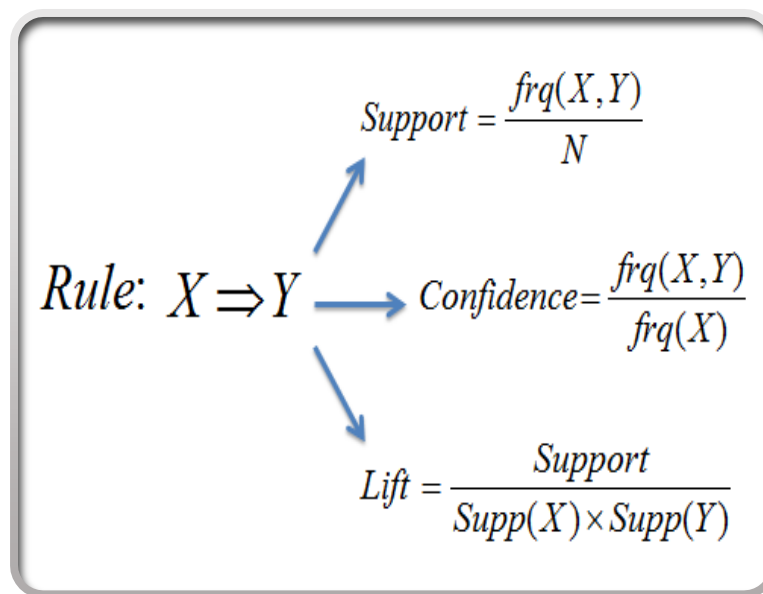 Support = frq(X,Y) / N
Rule: X ⇒ Y
Confidence = frq(X,Y) / frq(X)
Lift = Support / Supp(X) × Supp(Y)